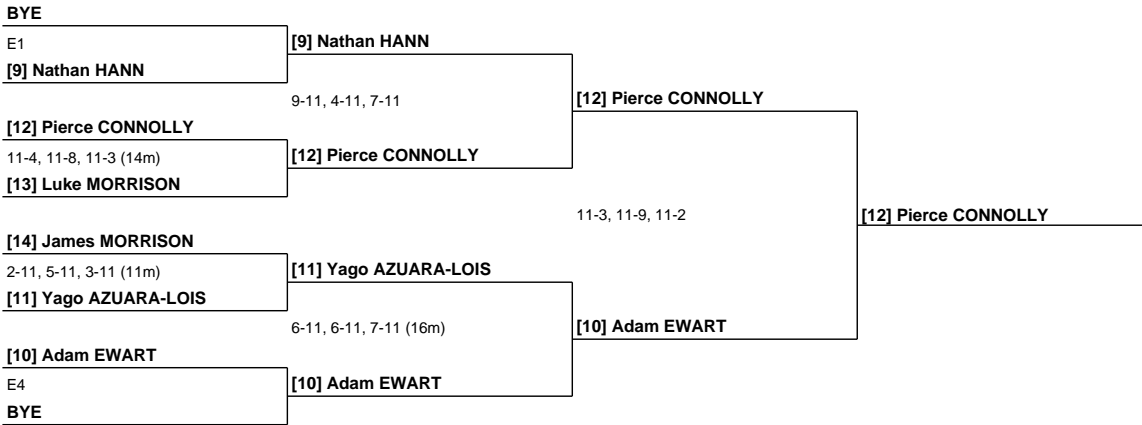 BYE
E1
[9] Nathan HANN
[9] Nathan HANN
9-11, 4-11, 7-11
[12] Pierce CONNOLLY
[12] Pierce CONNOLLY
11-4, 11-8, 11-3 (14m)
[12] Pierce CONNOLLY
[13] Luke MORRISON
11-3, 11-9, 11-2
[12] Pierce CONNOLLY
[14] James MORRISON
2-11, 5-11, 3-11 (11m)
[11] Yago AZUARA-LOIS
[11] Yago AZUARA-LOIS
6-11, 6-11, 7-11 (16m)
[10] Adam EWART
[10] Adam EWART
E4
[10] Adam EWART
BYE